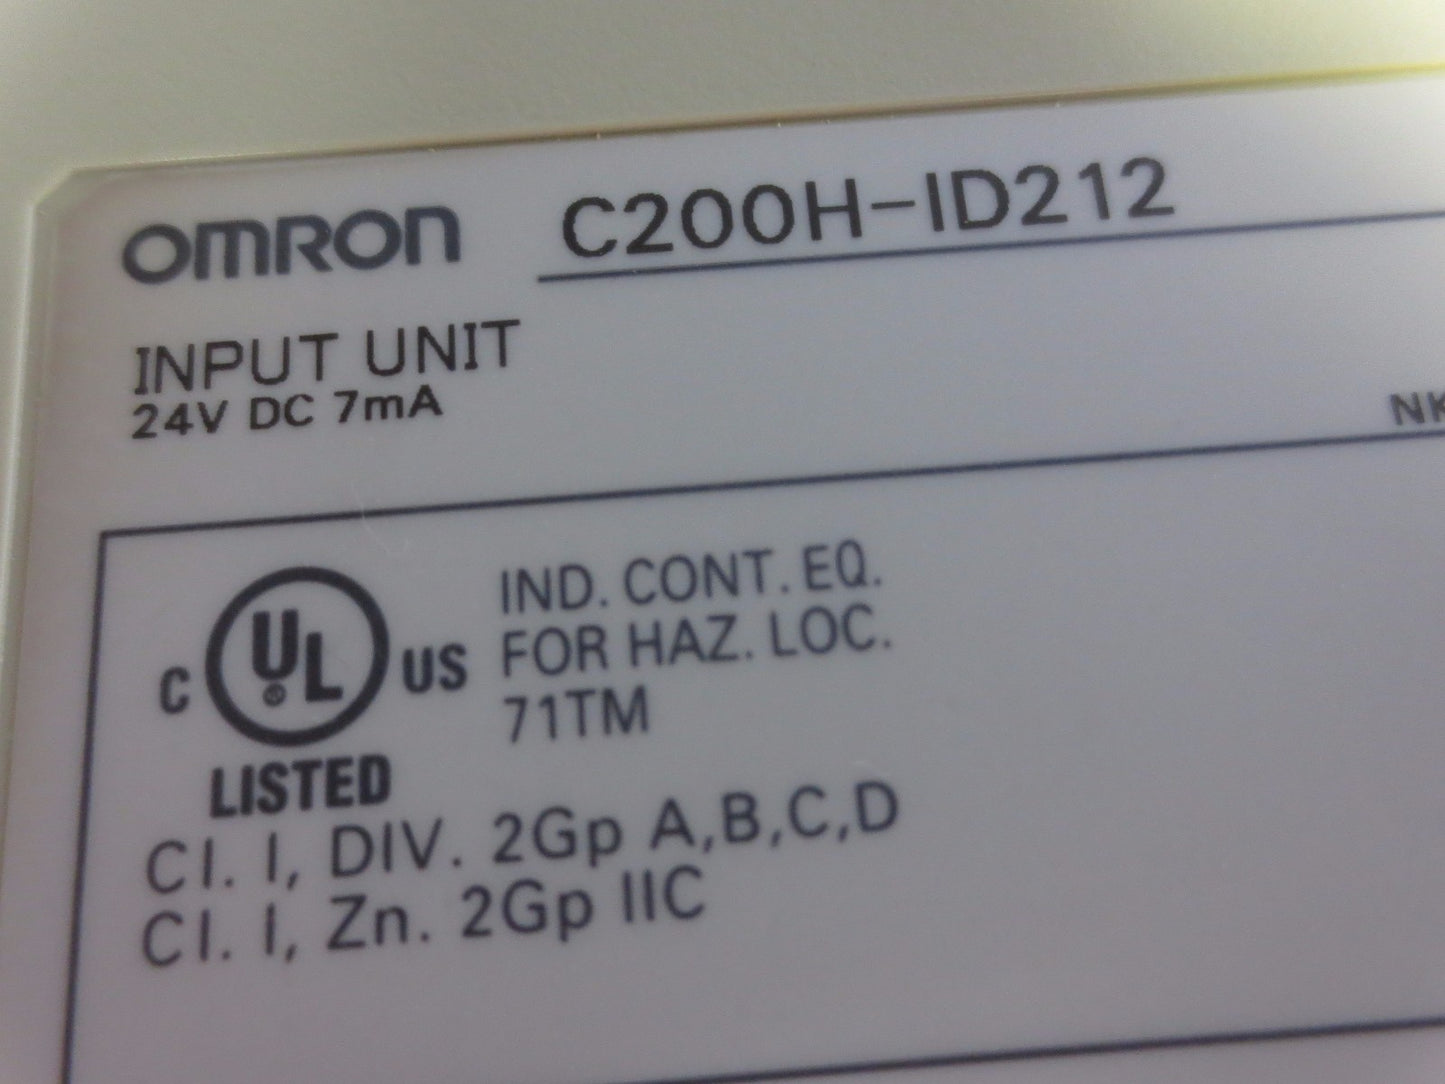 OMRON C200H-ID212
INPUT UNIT
24V DC 7mA
NK
C UL US
®
LISTED
IND. CONT. EQ.
FOR HAZ. LOC.
71TM
Cl. I, DIV. 2Gp A,B,C,D
Cl. I, Zn. 2Gp IIC